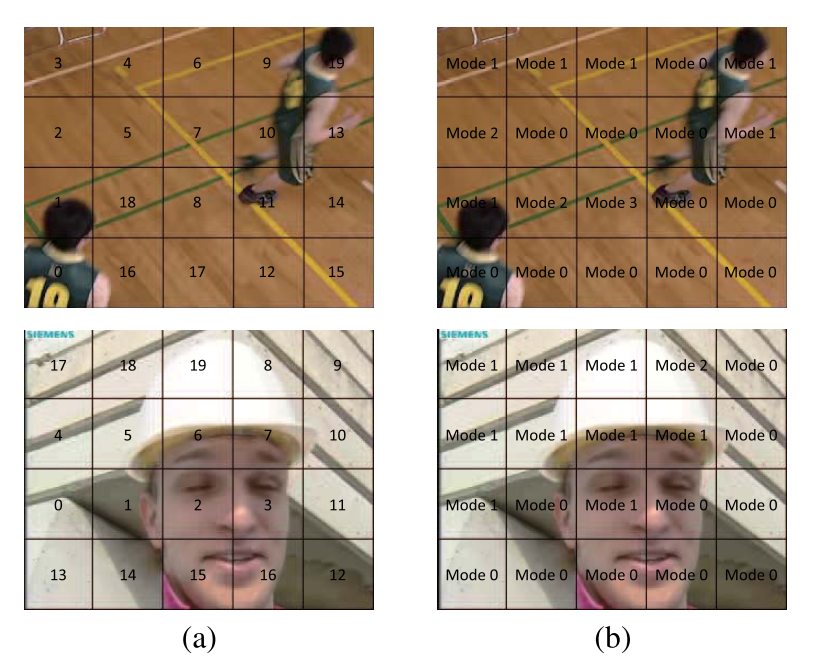 3 4 6 9 19
2 5 7 10 13
1 18 8 11 14
0 16 17 12 15
10
Mode 1 Mode 1 Mode 1 Mode 0 Mode 1
Mode 2 Mode 0 Mode 0 Mode 0 Mode 1
Mode 1 Mode 2 Mode 3 Mode 0 Mode 0
Mode 0 Mode 0 Mode 0 Mode 0 Mode 0
10
SIEMENS
17 18 19 8 9
4 5 6 7 10
0 1 2 3 11
13 14 15 16 12
SIEMENS
Mode 1 Mode 1 Mode 1 Mode 2 Mode 0
Mode 1 Mode 1 Mode 1 Mode 1 Mode 0
Mode 1 Mode 0 Mode 1 Mode 0 Mode 0
Mode 0 Mode 0 Mode 0 Mode 0 Mode 0
(a) (b)